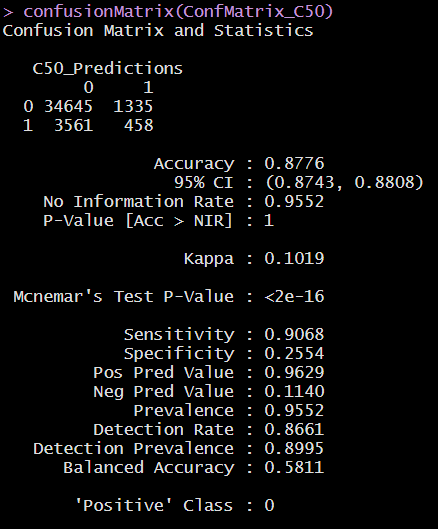 > confusionMatrix(ConfMatrix_C50)
Confusion Matrix and Statistics
C50_Predictions
0 1
0 34645 1335
1 3561 458
Accuracy : 0.8776
95% CI : (0.8743, 0.8808)
No Information Rate : 0.9552
P-Value [Acc > NIR] : 1
Kappa : 0.1019
Mcnemar's Test P-Value : <2e-16
Sensitivity : 0.9068
Specificity : 0.2554
Pos Pred Value : 0.9629
Neg Pred Value : 0.1140
Prevalence : 0.9552
Detection Rate : 0.8661
Detection Prevalence : 0.8995
Balanced Accuracy : 0.5811
'Positive' Class : 0